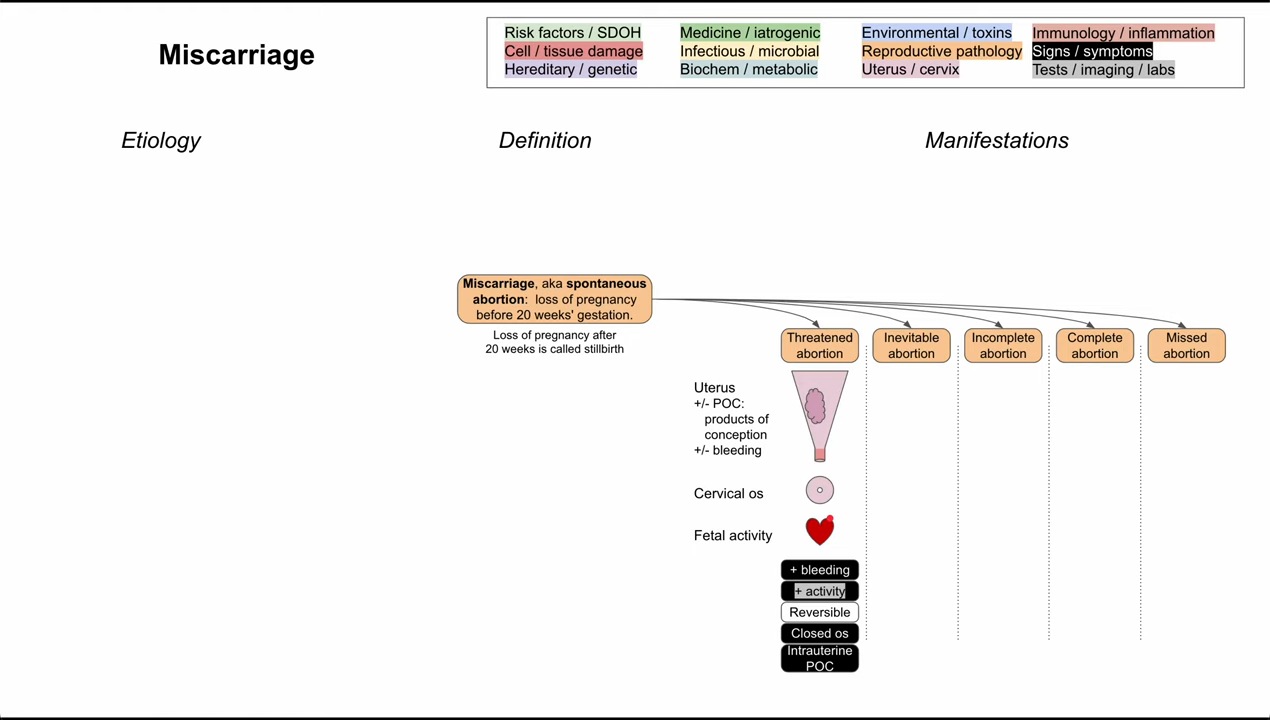 Miscarriage
Risk factors / SDOH
Cell / tissue damage
Hereditary / genetic
Medicine / iatrogenic
Infectious / microbial
Biochem / metabolic
Environmental / toxins
Reproductive pathology
Uterus / cervix
Immunology / inflammation
Signs / symptoms
Tests / imaging / labs
Etiology
Definition
Manifestations
Miscarriage, aka spontaneous
abortion: loss of pregnancy
before 20 weeks' gestation.
Loss of pregnancy after
20 weeks is called stillbirth
Threatened
abortion
Inevitable
abortion
Incomplete
abortion
Complete
abortion
Missed
abortion
Uterus
+/- POC:
products of
conception
+/- bleeding
Cervical os
Fetal activity
+ bleeding
+ activity
Reversible
Closed os
Intrauterine
POC